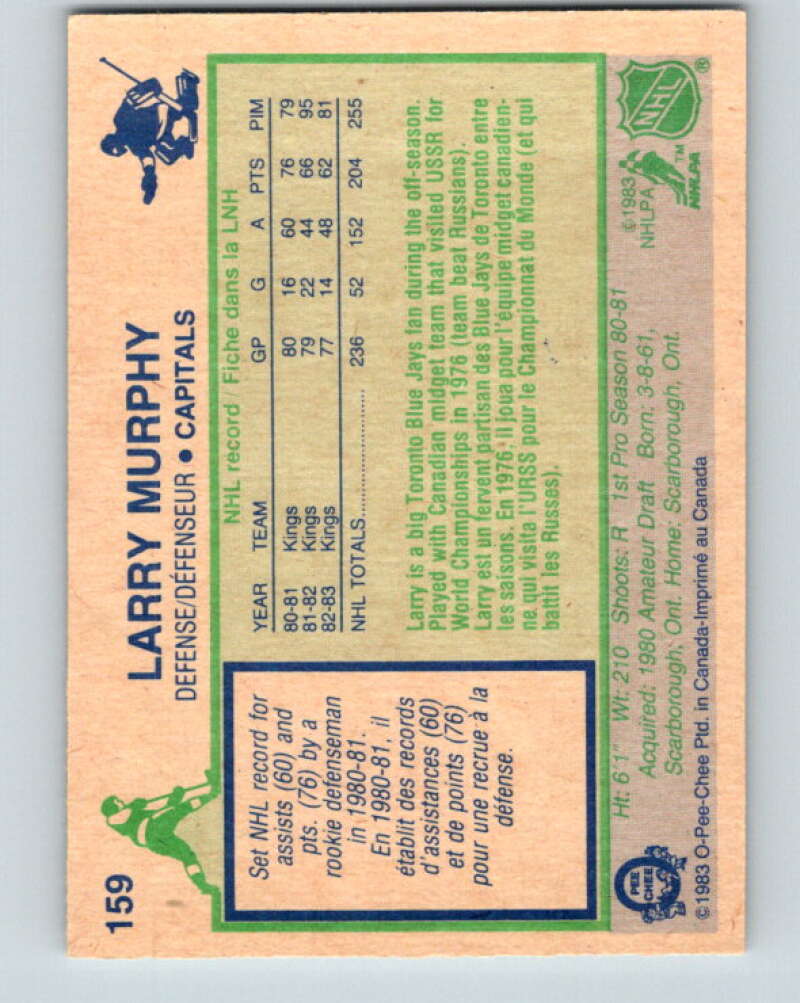 159
LARRY MURPHY
DEFENSE/DÉFENSEUR • CAPITALS
Set NHL record for
assists (60) and
pts. (76) by a
rookie defenseman
in 1980-81.
En 1980-81, il
établit des records
d'assistances (60)
et de points (76)
pour une recrue à la
défense.
NHL record / Fiche dans la LNH
YEAR TEAM GP G A PTS PIM
80-81 Kings 80 16 60 76 79
81-82 Kings 79 22 44 66 95
82-83 Kings 77 14 48 62 81
NHL TOTALS.................... 236 52 152 204 255
Larry is a big Toronto Blue Jays fan during the off-season.
Played with Canadian midget team that visited USSR for
World Championships in 1976 (team beat Russians).
Larry est un fervent partisan des Blue Jays de Toronto entre
les saisons. En 1976, il joua pour l'équipe midget canadien-
ne qui visita l'URSS pour le Championnat du Monde (et qui
battit les Russes).
PEE
CHEE
Ht: 6'1" Wt: 210 Shoots: R 1st Pro Season 80-81
Acquired: 1980 Amateur Draft Born: 3-8-61,
Scarborough, Ont. Home: Scarborough, Ont.
©1983
NHLPA
NHL ®
NHLPA ™
©1983 O-Pee-Chee Ptd. in Canada-Imprimé au Canada